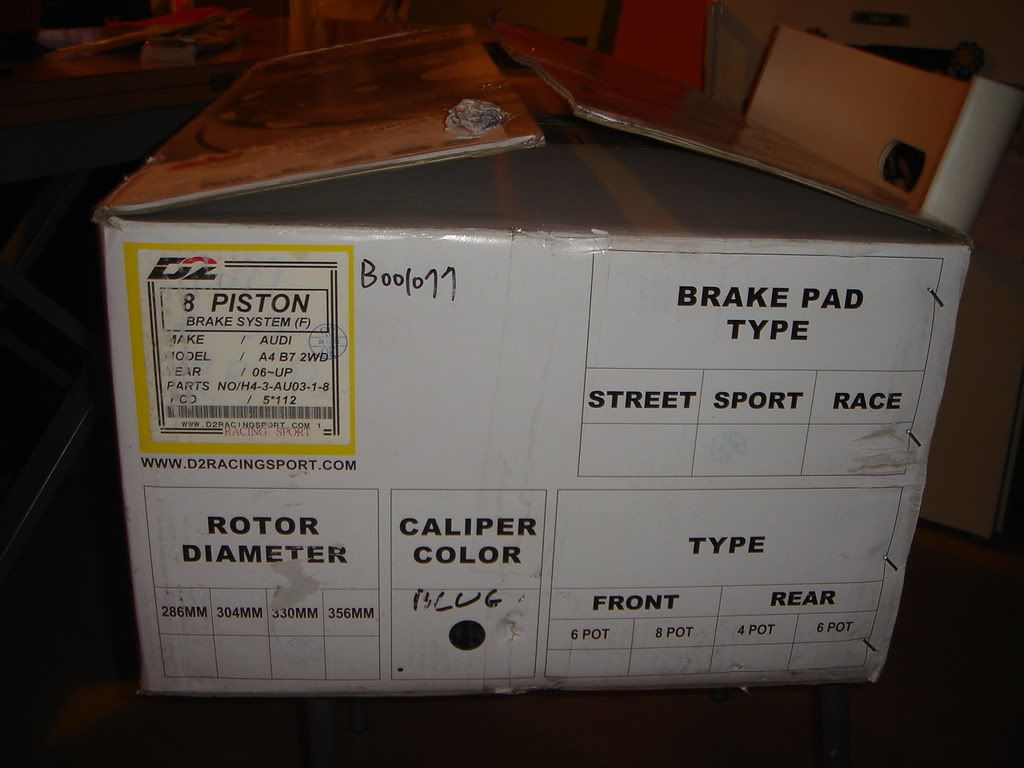 D2
8 PISTON
BRAKE SYSTEM (F)
MAKE / AUDI
MODEL / A4 B7 2WD
YEAR / 06~UP
PARTS NO/H4-3-AU03-1-8
PCD / 5*112
WWW.D2RACINGSPORT.COM
RACING SPORT
WWW.D2RACINGSPORT.COM
Boo1077
BRAKE PAD
TYPE
STREET SPORT RACE
ROTOR
DIAMETER
286MM 304MM 330MM 356MM
CALIPER
COLOR
BLUG
TYPE
FRONT REAR
6 POT 8 POT 4 POT 6 POT